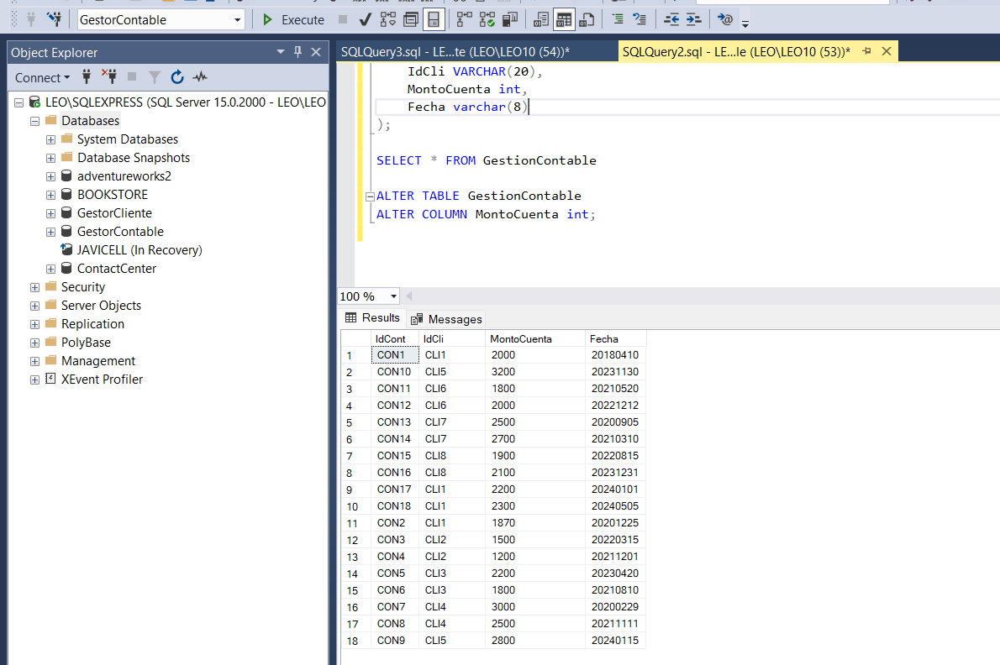 GestorContable
Execute
Object Explorer
Connect
LEO\SQLEXPRESS (SQL Server 15.0.2000 - LEO\LEO
Databases
System Databases
Database Snapshots
adventureworks2
BOOKSTORE
GestorCliente
GestorContable
JAVICELL (In Recovery)
ContactCenter
Security
Server Objects
Replication
PolyBase
Management
XEvent Profiler
SQLQuery3.sql - LE...te (LEO\LEO10 (54))*
SQLQuery2.sql - LE...le (LEO\LEO10 (53))*
IdCli VARCHAR(20),
MontoCuenta int,
Fecha varchar(8)
);
SELECT * FROM GestionContable
ALTER TABLE GestionContable
ALTER COLUMN MontoCuenta int;
100 %
Results Messages
IdCont IdCli MontoCuenta Fecha
1 CON1 CLI1 2000 20180410
2 CON10 CLI5 3200 20231130
3 CON11 CLI6 1800 20210520
4 CON12 CLI6 2000 20221212
5 CON13 CLI7 2500 20200905
6 CON14 CLI7 2700 20210310
7 CON15 CLI8 1900 20220815
8 CON16 CLI8 2100 20231231
9 CON17 CLI1 2200 20240101
10 CON18 CLI1 2300 20240505
11 CON2 CLI1 1870 20201225
12 CON3 CLI2 1500 20220315
13 CON4 CLI2 1200 20211201
14 CON5 CLI3 2200 20230420
15 CON6 CLI3 1800 20210810
16 CON7 CLI4 3000 20200229
17 CON8 CLI4 2500 20211111
18 CON9 CLI5 2800 20240115